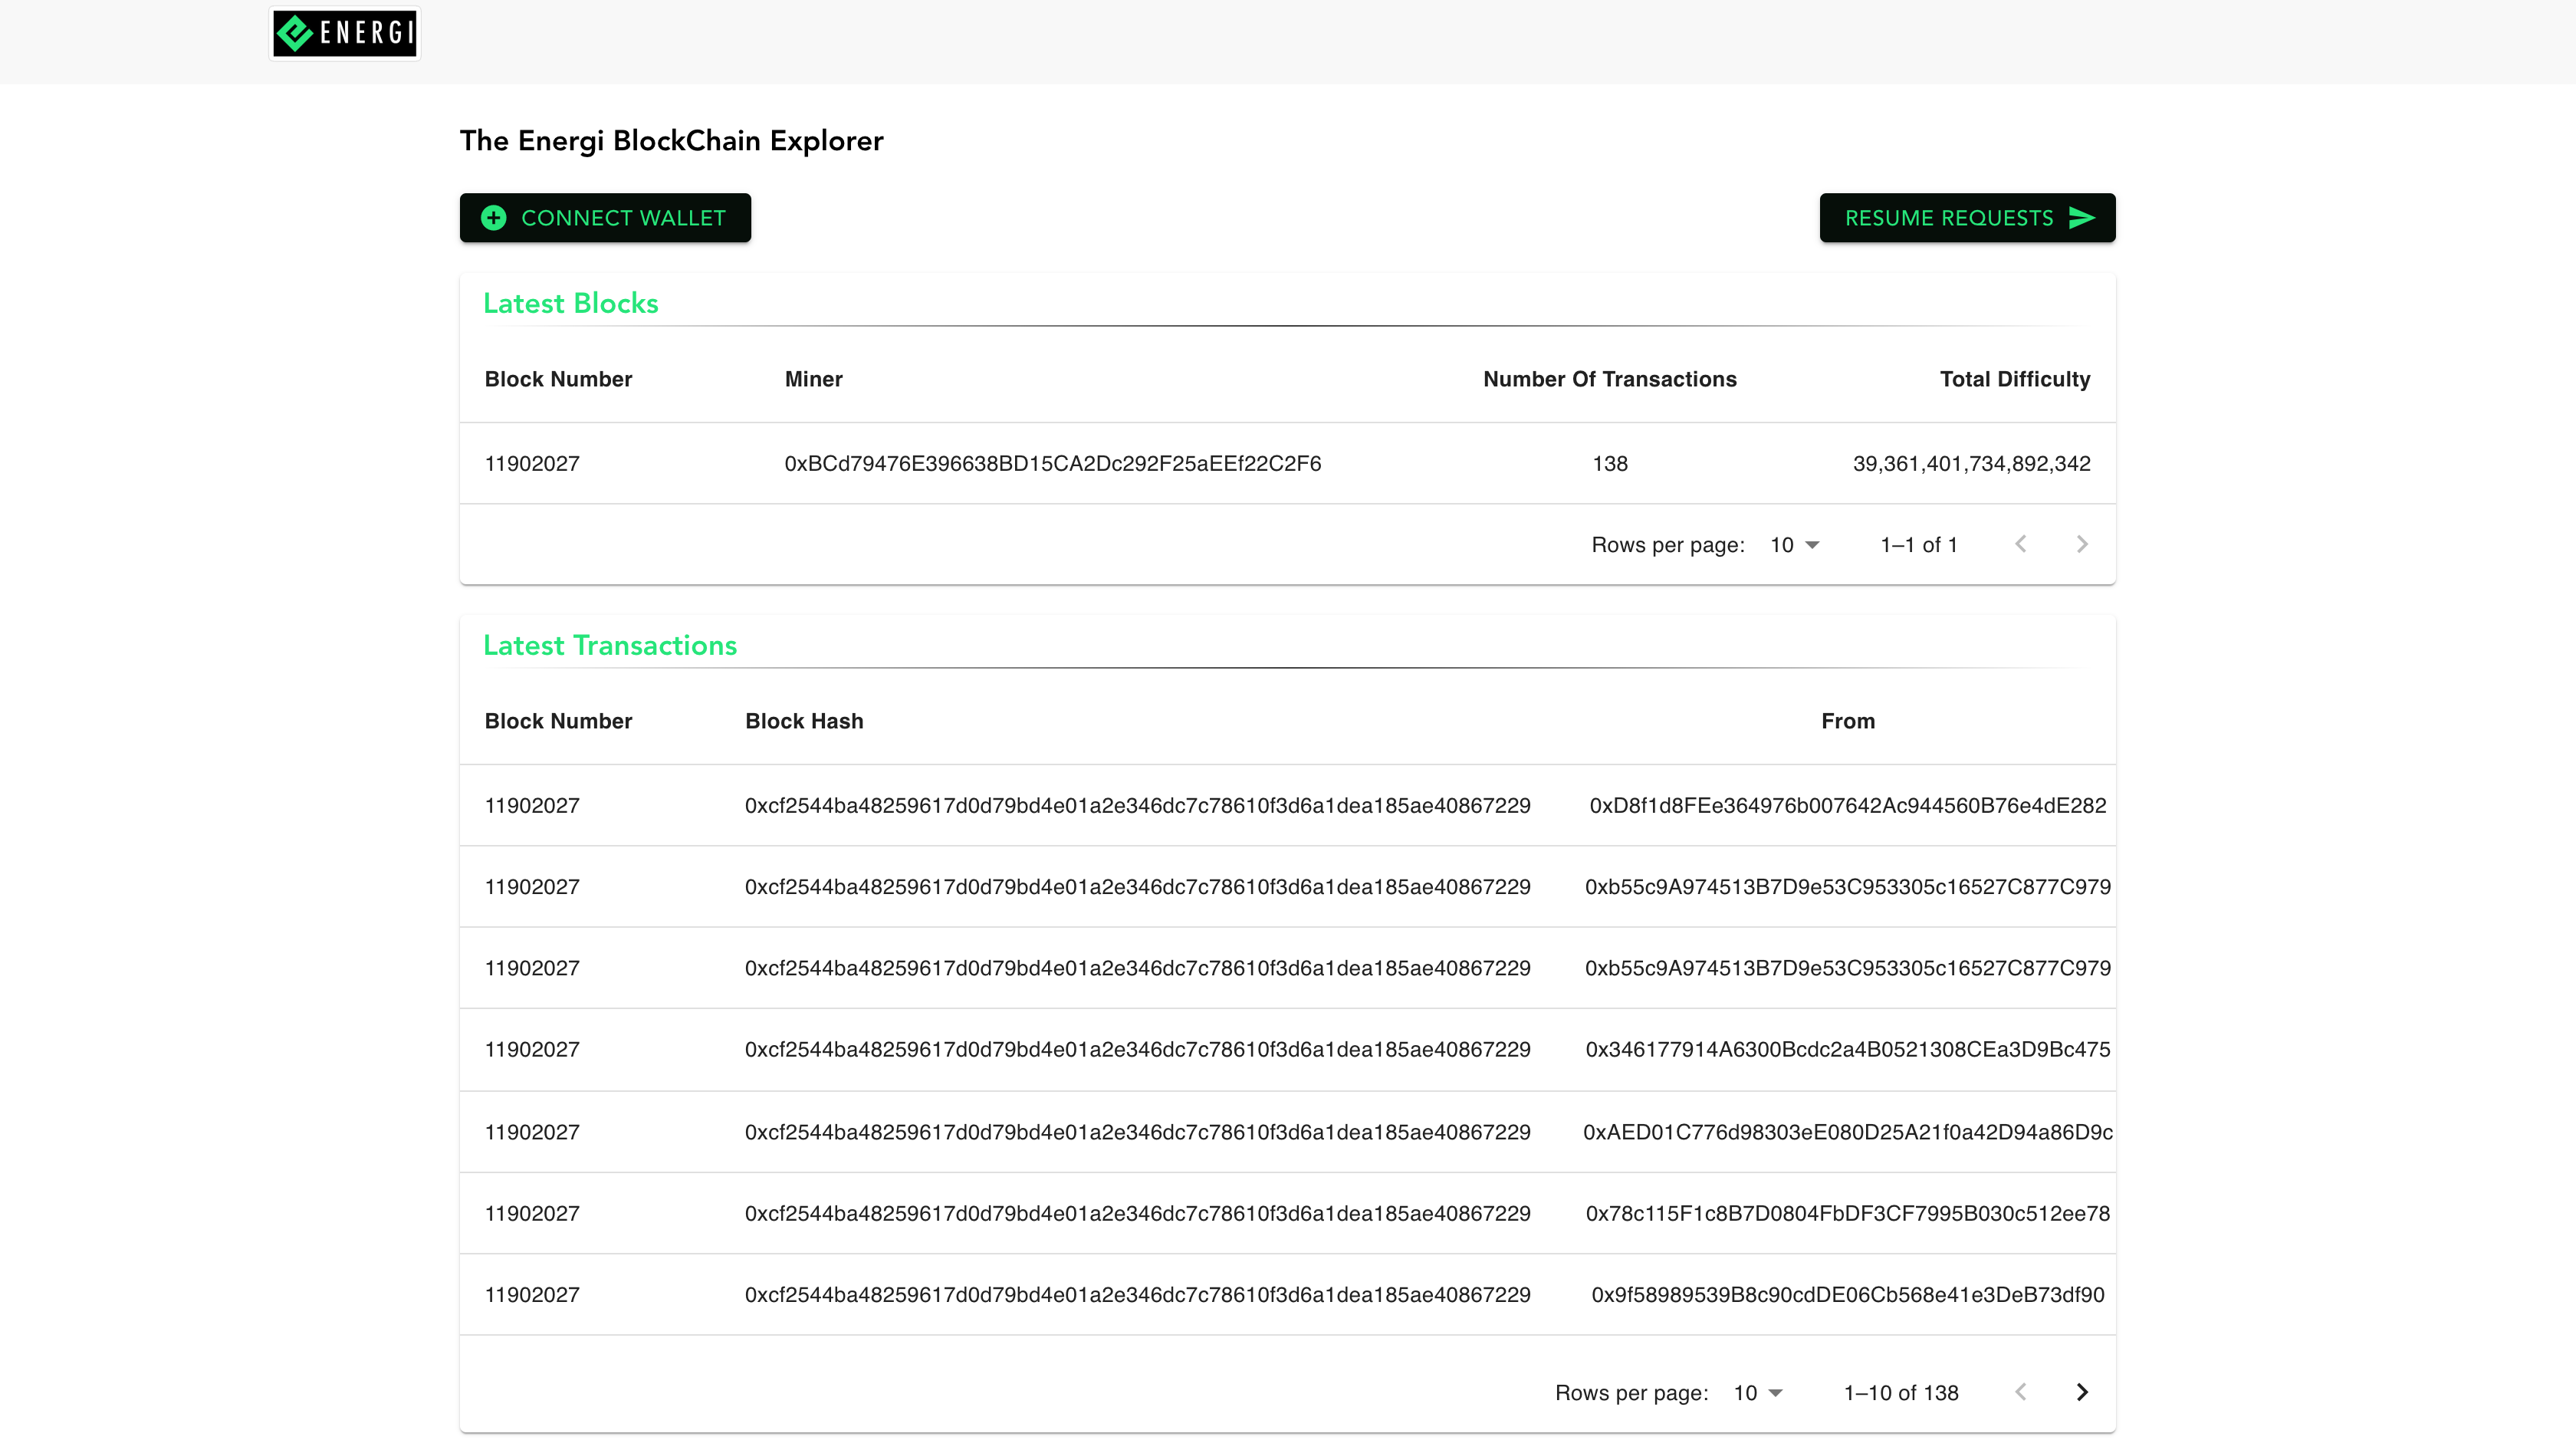 ENERGI
The Energi BlockChain Explorer
CONNECT WALLET
RESUME REQUESTS
Latest Blocks
Block Number Miner Number Of Transactions Total Difficulty
11902027 0xBCd79476E396638BD15CA2Dc292F25aEEf22C2F6 138 39,361,401,734,892,342
Rows per page: 10 1–1 of 1
Latest Transactions
Block Number Block Hash From
11902027 0xcf2544ba48259617d0d79bd4e01a2e346dc7c78610f3d6a1dea185ae40867229 0xD8f1d8FEe364976b007642Ac944560B76e4dE282
11902027 0xcf2544ba48259617d0d79bd4e01a2e346dc7c78610f3d6a1dea185ae40867229 0xb55c9A974513B7D9e53C953305c16527C877C979
11902027 0xcf2544ba48259617d0d79bd4e01a2e346dc7c78610f3d6a1dea185ae40867229 0xb55c9A974513B7D9e53C953305c16527C877C979
11902027 0xcf2544ba48259617d0d79bd4e01a2e346dc7c78610f3d6a1dea185ae40867229 0x346177914A6300Bcdc2a4B0521308CEa3D9Bc475
11902027 0xcf2544ba48259617d0d79bd4e01a2e346dc7c78610f3d6a1dea185ae40867229 0xAED01C776d98303eE080D25A21f0a42D94a86D9c
11902027 0xcf2544ba48259617d0d79bd4e01a2e346dc7c78610f3d6a1dea185ae40867229 0x78c115F1c8B7D0804FbDF3CF7995B030c512ee78
11902027 0xcf2544ba48259617d0d79bd4e01a2e346dc7c78610f3d6a1dea185ae40867229 0x9f58989539B8c90cdDE06Cb568e41e3DeB73df90
Rows per page: 10 1–10 of 138